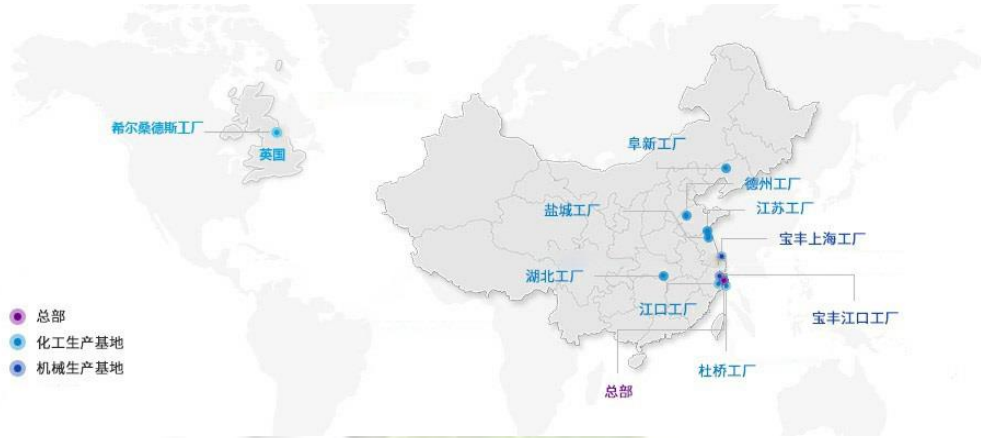 希尔桑德斯工厂
英国
阜新工厂
德州工厂
盐城工厂
江苏工厂
宝丰上海工厂
湖北工厂
江口工厂
宝丰江口工厂
总部
化工生产基地
机械生产基地
杜桥工厂
总部